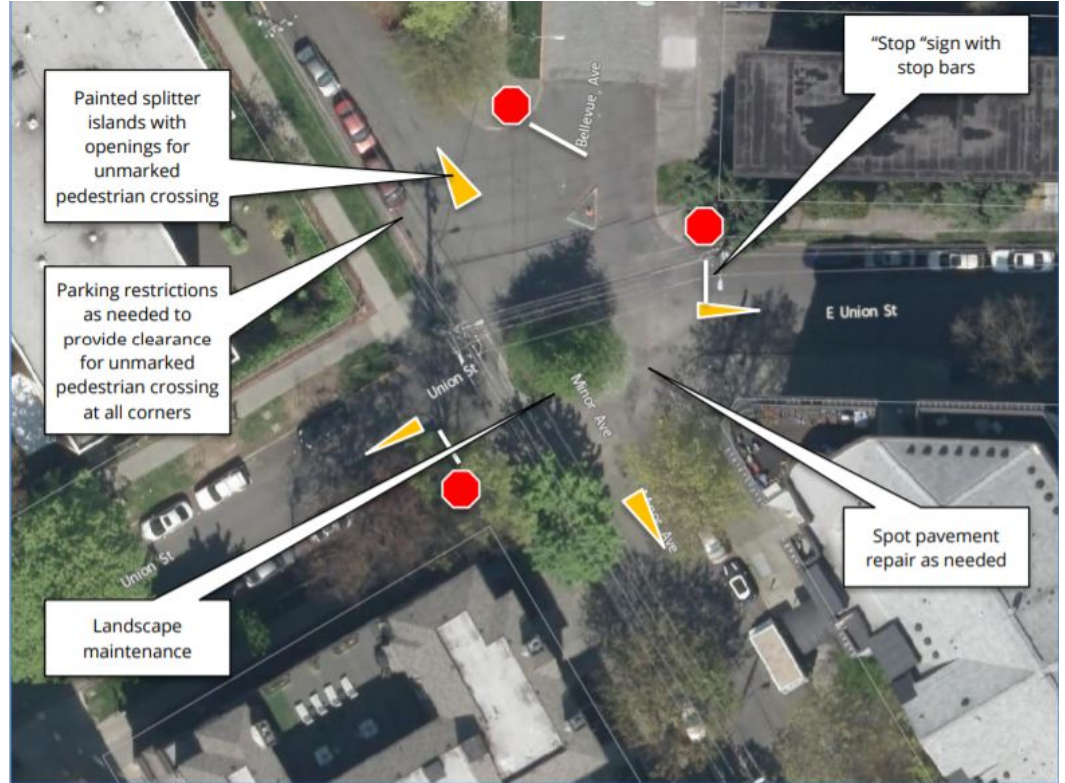 Painted splitter
islands with
openings for
unmarked
pedestrian crossing
Parking restrictions
as needed to
provide clearance
for unmarked
pedestrian crossing
at all corners
Landscape
maintenance
“Stop “sign with
stop bars
Spot pavement
repair as needed
Bellevue Ave
E Union St
Union St
Minor Ave
Union St